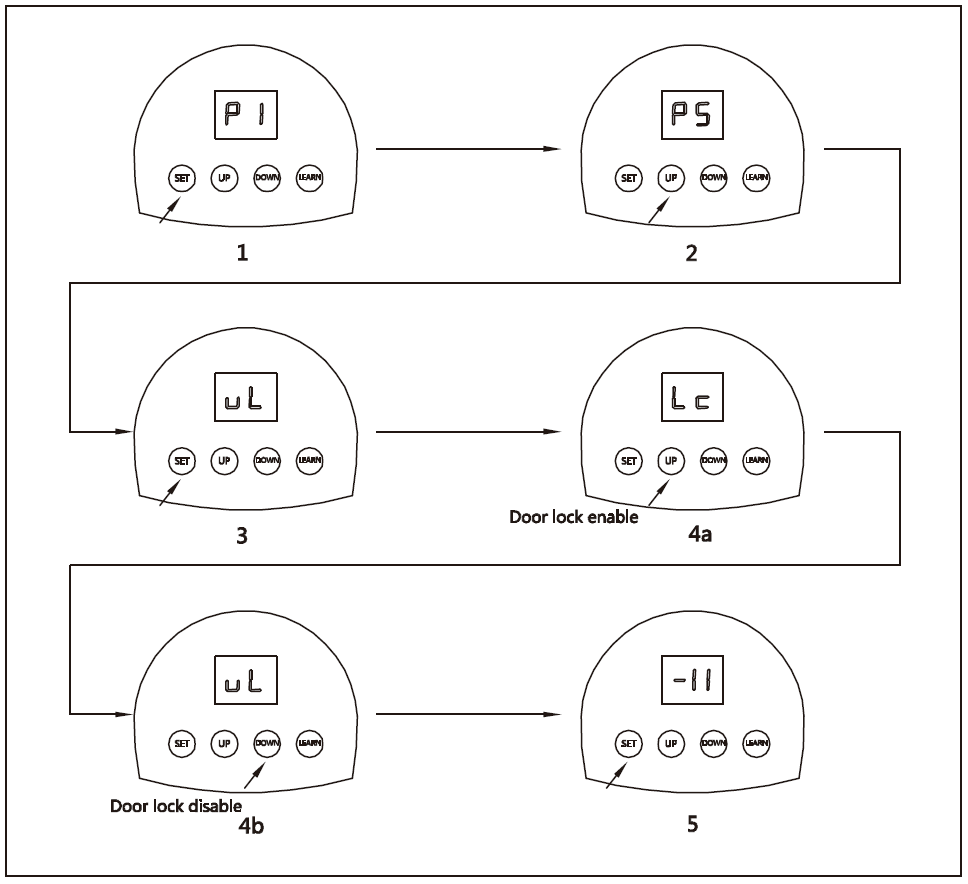 P1
SET UP DOWN LEARN
1
P5
SET UP DOWN LEARN
2
uL
SET UP DOWN LEARN
3
Lc
SET UP DOWN LEARN
Door lock enable
4a
uL
SET UP DOWN LEARN
Door lock disable
4b
-11
SET UP DOWN LEARN
5